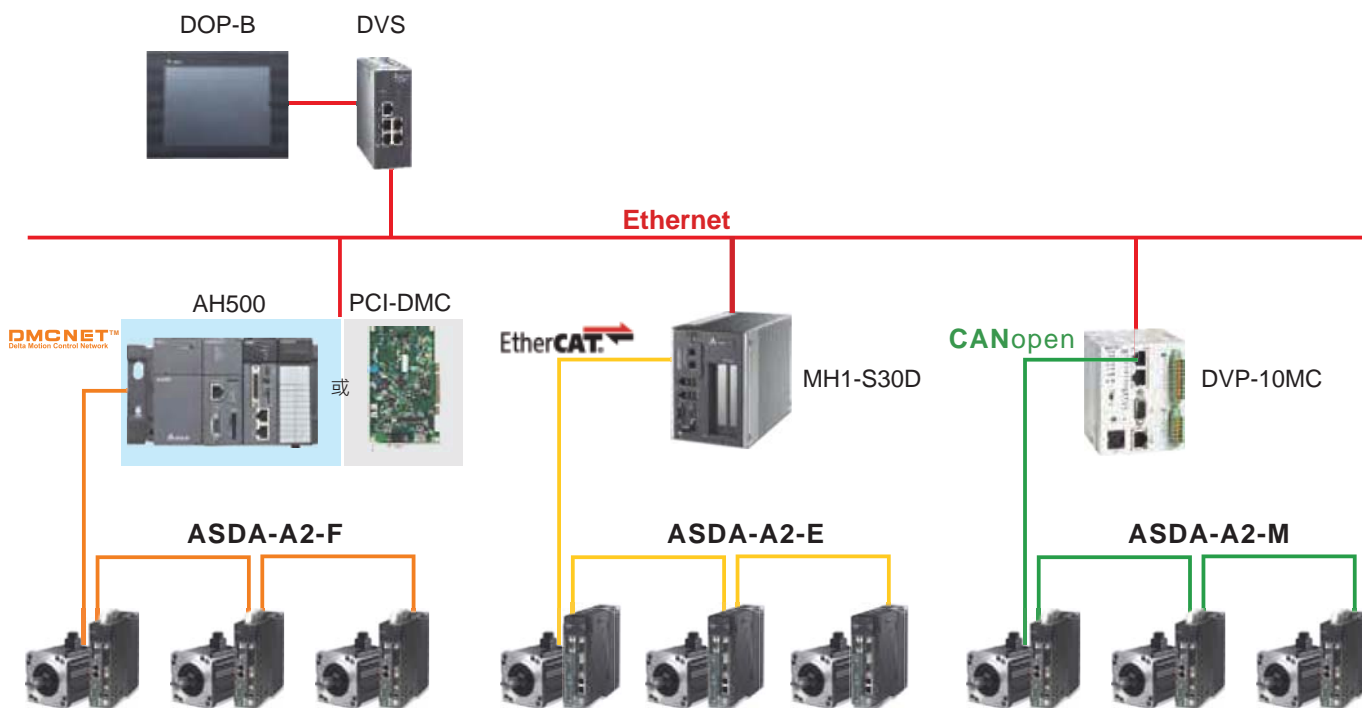 DOP-B
DVS
Ethernet
AH500
PCI-DMC
DMCNET™
Delta Motion Control Network
或
EtherCAT®
MH1-S30D
CANopen
DVP-10MC
ASDA-A2-F
ASDA-A2-E
ASDA-A2-M